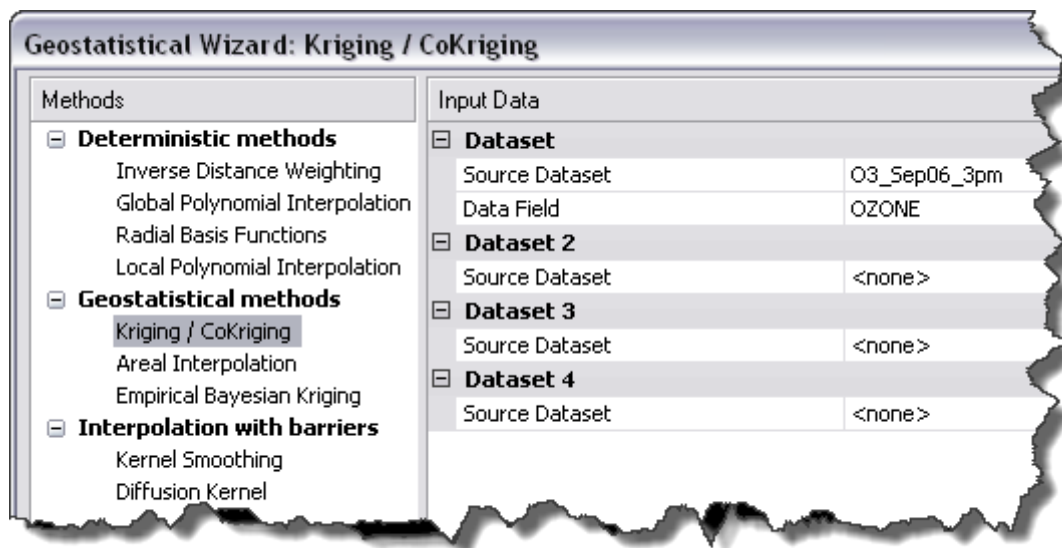 Geostatistical Wizard: Kriging / CoKriging
Methods
Deterministic methods
Inverse Distance Weighting
Global Polynomial Interpolation
Radial Basis Functions
Local Polynomial Interpolation
Geostatistical methods
Kriging / CoKriging
Areal Interpolation
Empirical Bayesian Kriging
Interpolation with barriers
Kernel Smoothing
Diffusion Kernel
Input Data
Dataset
Source Dataset O3_Sep06_3pm
Data Field OZONE
Dataset 2
Source Dataset <none>
Dataset 3
Source Dataset <none>
Dataset 4
Source Dataset <none>